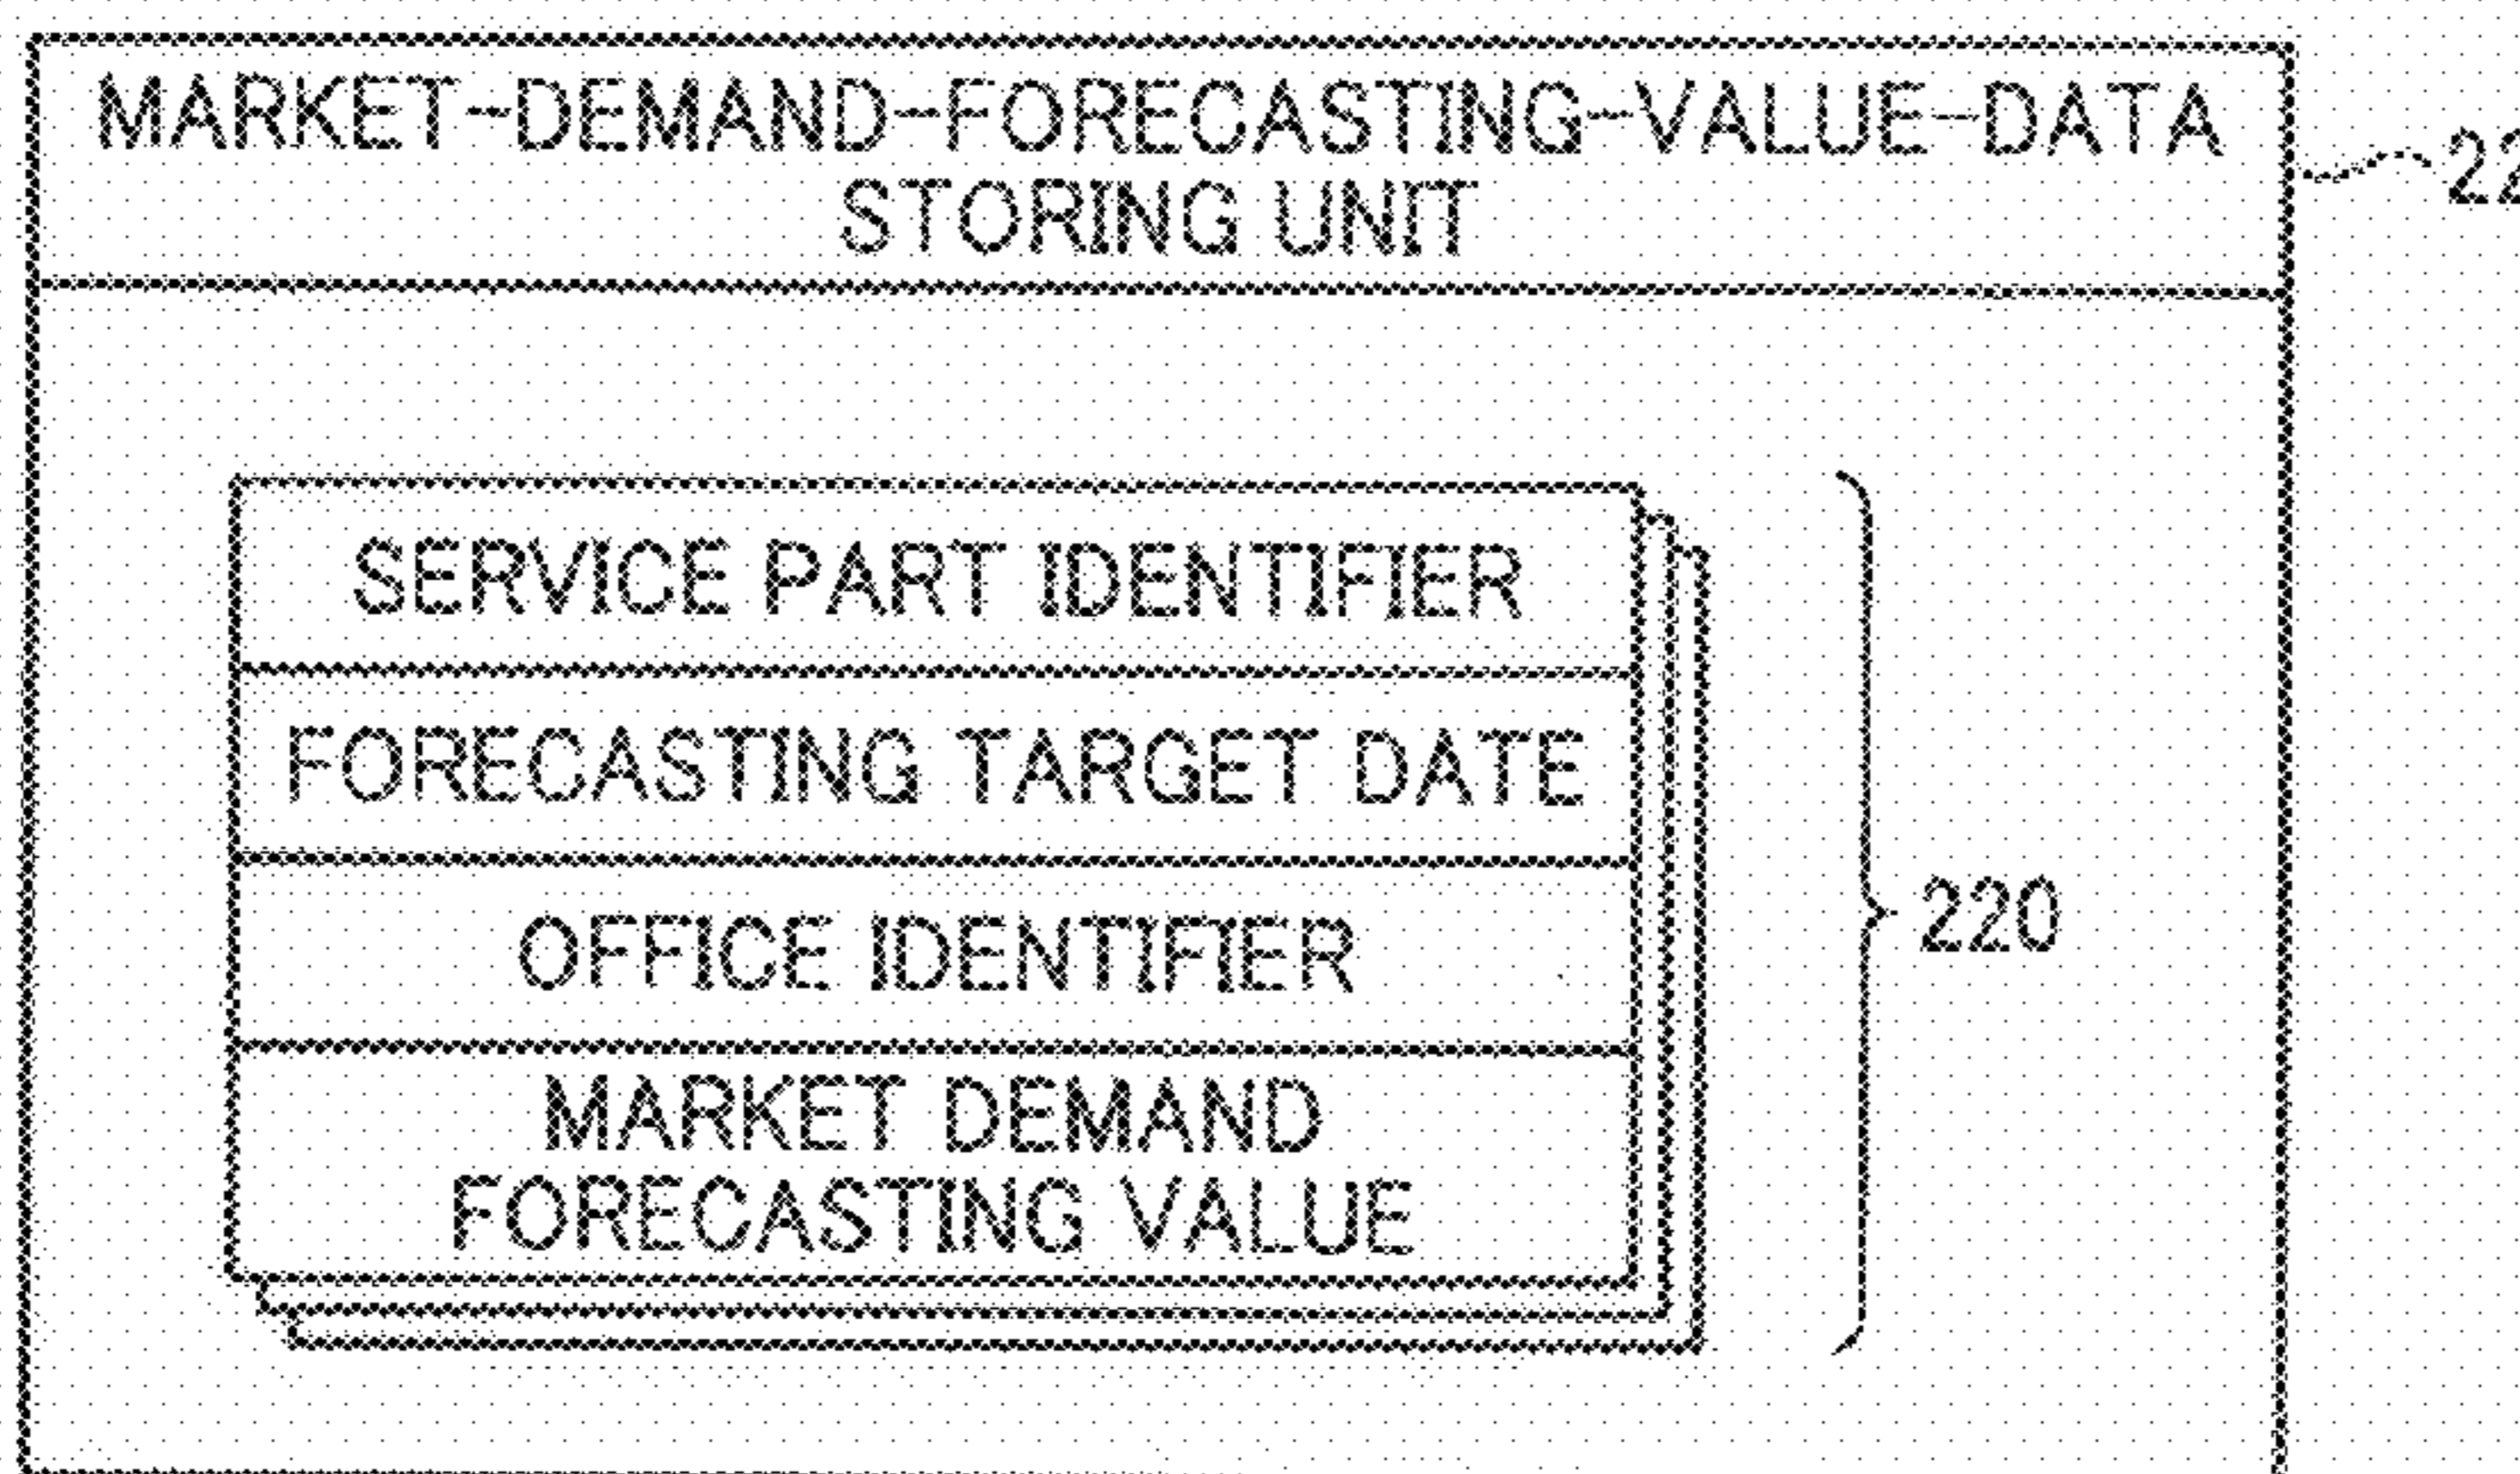 MARKET-DEMAND-FORECASTING-VALUE-DATA
STORING UNIT
22
SERVICE PART IDENTIFIER
FORECASTING TARGET DATE
OFFICE IDENTIFIER
220
MARKET DEMAND
FORECASTING VALUE